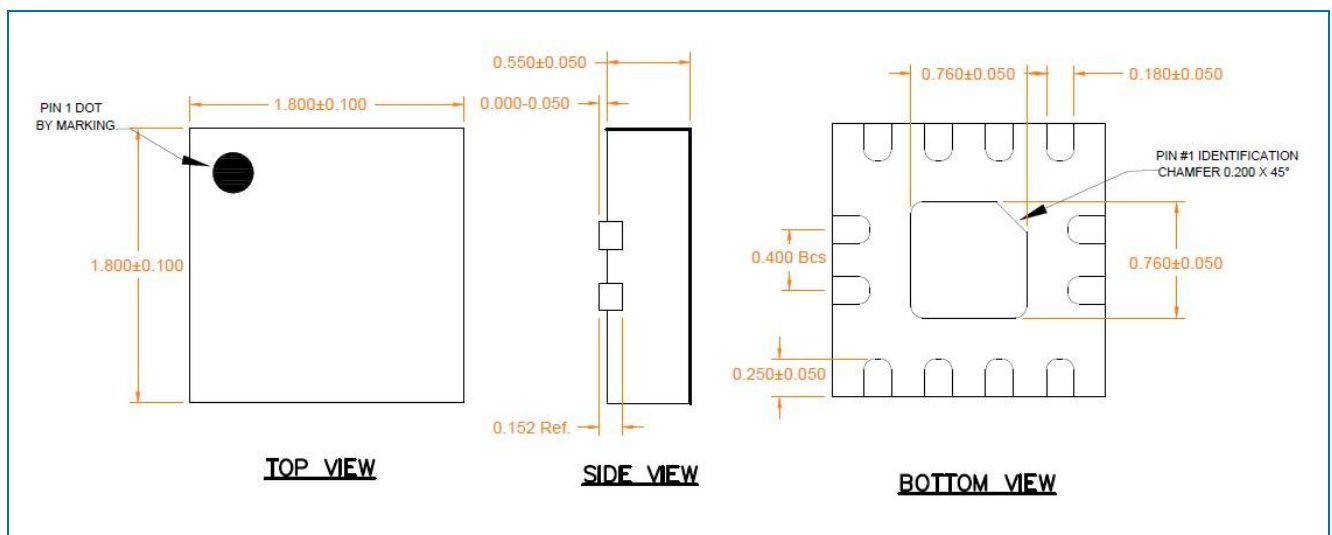 PIN 1 DOT
BY MARKING
1.800±0.100
1.800±0.100
TOP VIEW
0.550±0.050
0.000-0.050
0.152 Ref.
SIDE VIEW
0.760±0.050
0.180±0.050
PIN #1 IDENTIFICATION
CHAMFER 0.200 X 45°
0.400 Bcs
0.760±0.050
0.250±0.050
BOTTOM VIEW